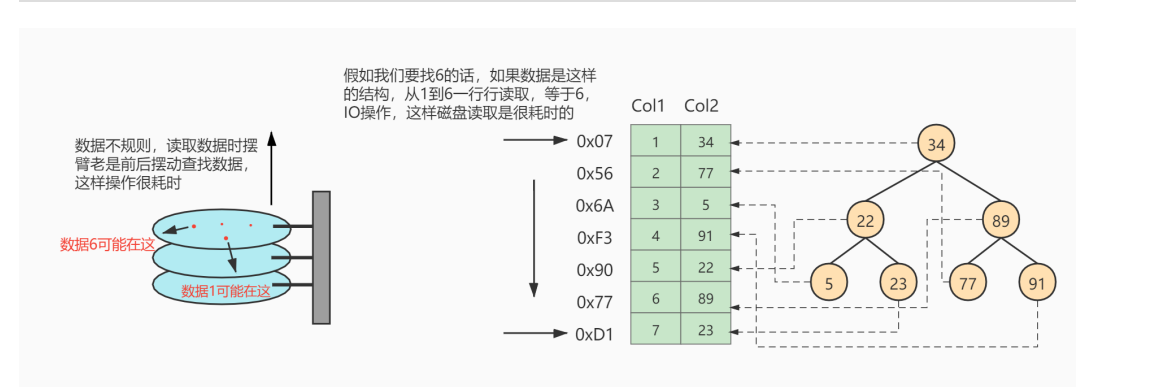 假如我们要找6的话，如果数据是这样
的结构，从1到6一行行读取，等于6，
IO操作，这样磁盘读取是很耗时的
数据不规则，读取数据时摆
臂老是前后摆动查找数据，
这样操作很耗时
数据6可能在这
数据1可能在这
Col1 Col2
0x07 1 34
0x56 2 77
0x6A 3 5
0xF3 4 91
0x90 5 22
0x77 6 89
0xD1 7 23
34
22 89
5 23 77 91